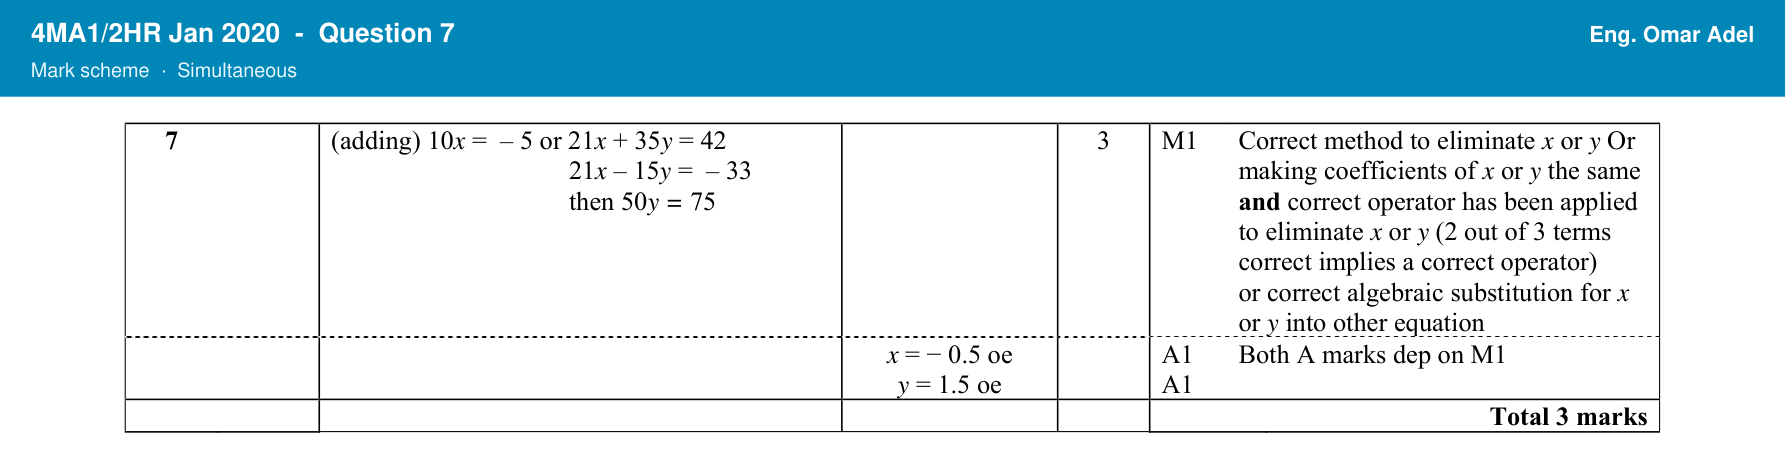 4MA1/2HR Jan 2020 - Question 7
Eng. Omar Adel
Mark scheme · Simultaneous
7 (adding) 10x = – 5 or 21x + 35y = 42 3 M1 Correct method to eliminate x or y Or
21x – 15y = – 33 making coefficients of x or y the same
then 50y = 75 and correct operator has been applied
to eliminate x or y (2 out of 3 terms
correct implies a correct operator)
or correct algebraic substitution for x
or y into other equation
x = − 0.5 oe A1 Both A marks dep on M1
y = 1.5 oe A1
Total 3 marks